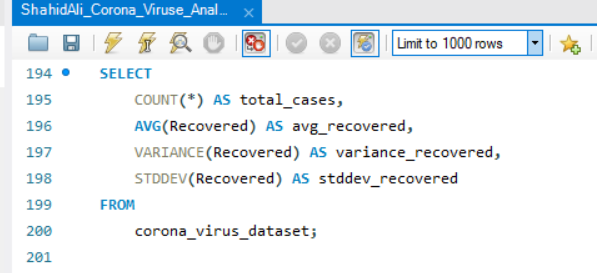 ShahidAli_Corona_Viruse_Anal...
Limit to 1000 rows
194 SELECT
195 COUNT(*) AS total_cases,
196 AVG(Recovered) AS avg_recovered,
197 VARIANCE(Recovered) AS variance_recovered,
198 STDDEV(Recovered) AS stddev_recovered
199 FROM
200 corona_virus_dataset;
201